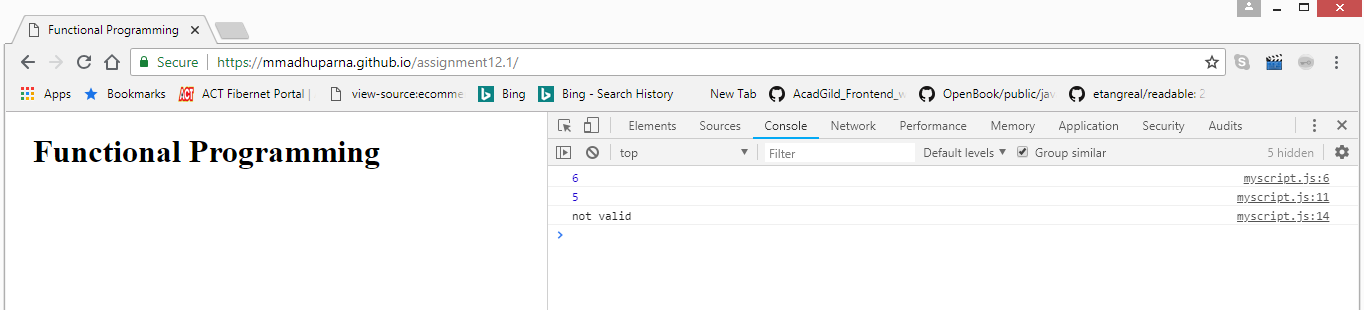 Functional Programming
Secure https://mmadhuparna.github.io/assignment12.1/
Apps Bookmarks ACT Fibernet Portal | view-source:ecomme Bing Bing - Search History New Tab AcadGild_Frontend_w OpenBook/public/jav etangreal/readable: 2
Functional Programming
Elements Sources Console Network Performance Memory Application Security Audits
top Filter Default levels Group similar 5 hidden
6 myscript.js:6
5 myscript.js:11
not valid myscript.js:14